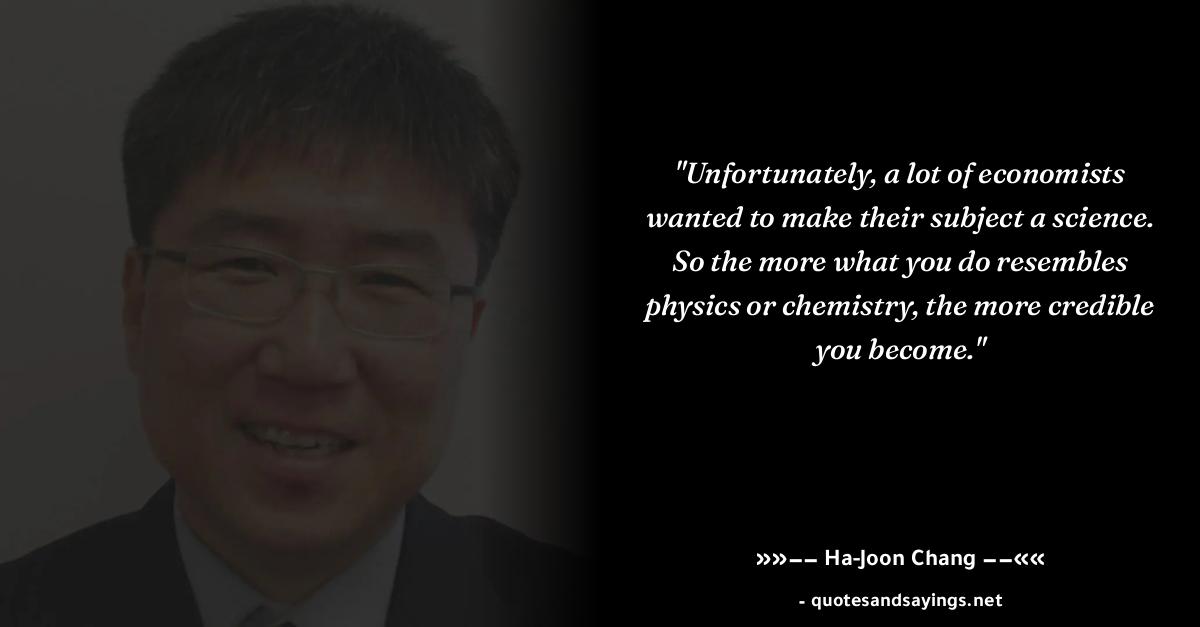 "Unfortunately, a lot of economists
wanted to make their subject a science.
So the more what you do resembles
physics or chemistry, the more credible
you become."
»»–– Ha-Joon Chang ––««
- quotesandsayings.net